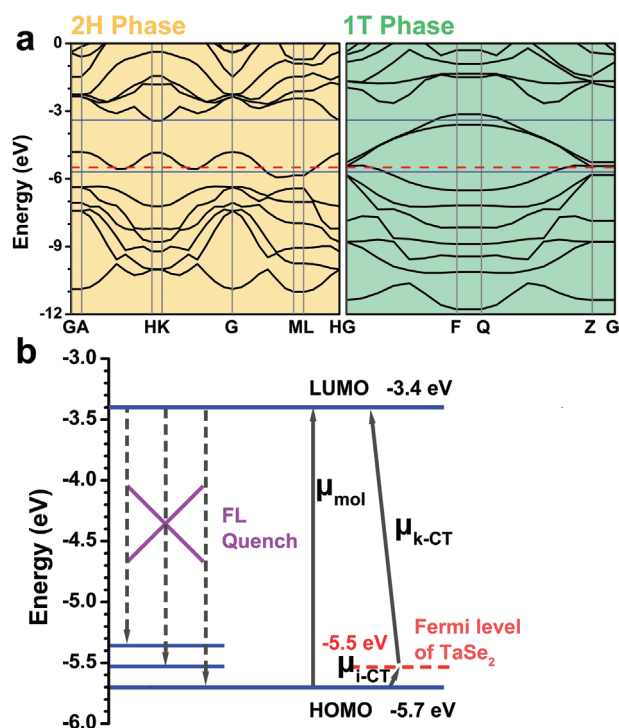 2H Phase
1T Phase
a
0
-3
-6
-9
-12
Energy (eV)
GA HK G ML HG F Q Z G
b
-3.0
-3.5
-4.0
-4.5
-5.0
-5.5
-6.0
Energy (eV)
LUMO -3.4 eV
FL
Quench
μmol
μk-CT
-5.5 eV
Fermi level
of TaSe2
μi-CT
HOMO -5.7 eV